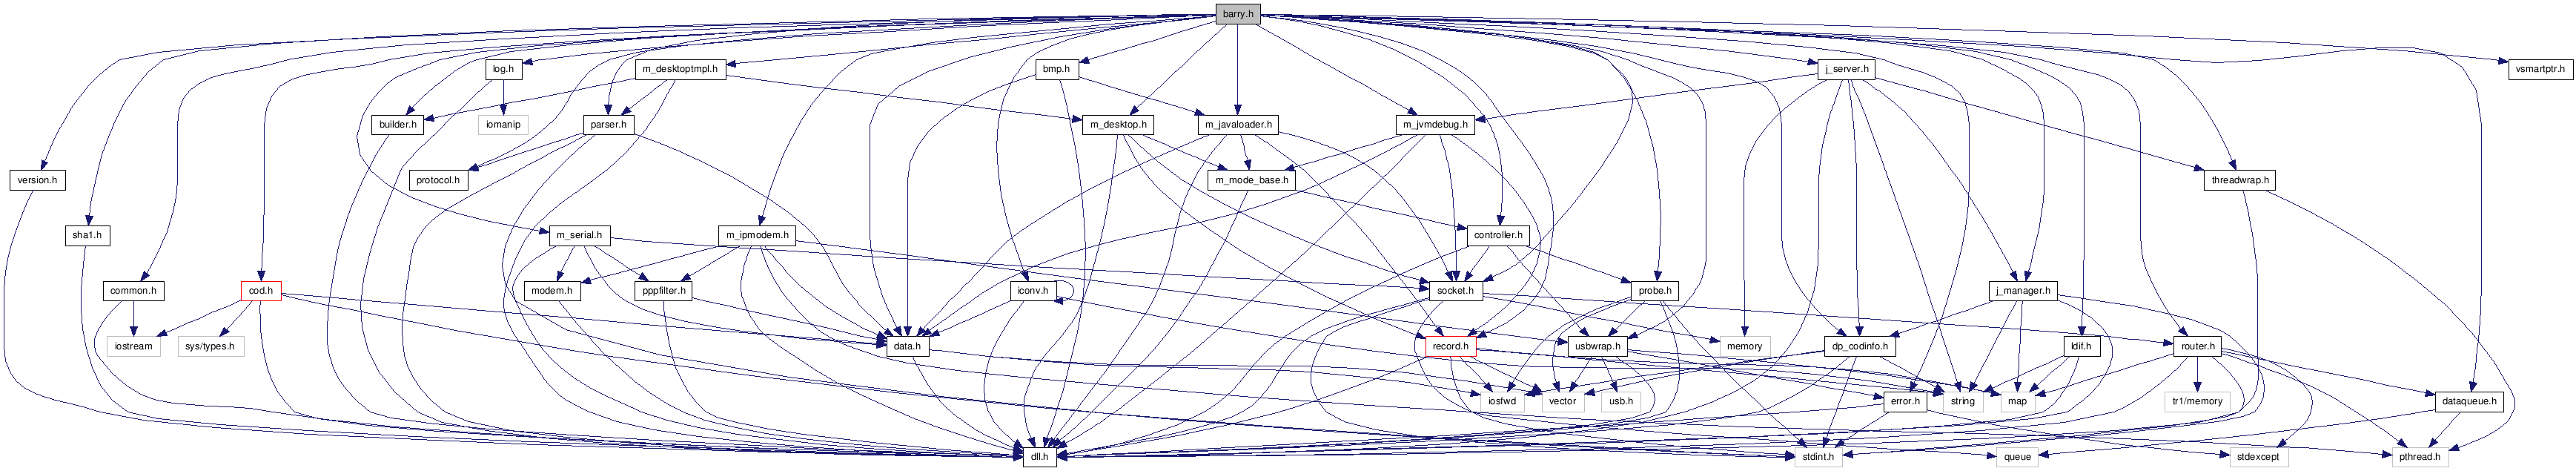 barry.h
log.h
m_desktoptmpl.h
bmp.h
j_server.h
vsmartptr.h
builder.h
iomanip
parser.h
m_desktop.h
m_javaloader.h
m_jvmdebug.h
version.h
protocol.h
m_mode_base.h
threadwrap.h
sha1.h
m_serial.h
m_ipmodem.h
controller.h
common.h
cod.h
modem.h
pppfilter.h
iconv.h
socket.h
probe.h
j_manager.h
iostream
sys/types.h
data.h
record.h
usbwrap.h
memory
dp_codinfo.h
ldif.h
router.h
iosfwd
vector
usb.h
error.h
string
map
tr1/memory
dataqueue.h
dll.h
stdint.h
queue
stdexcept
pthread.h